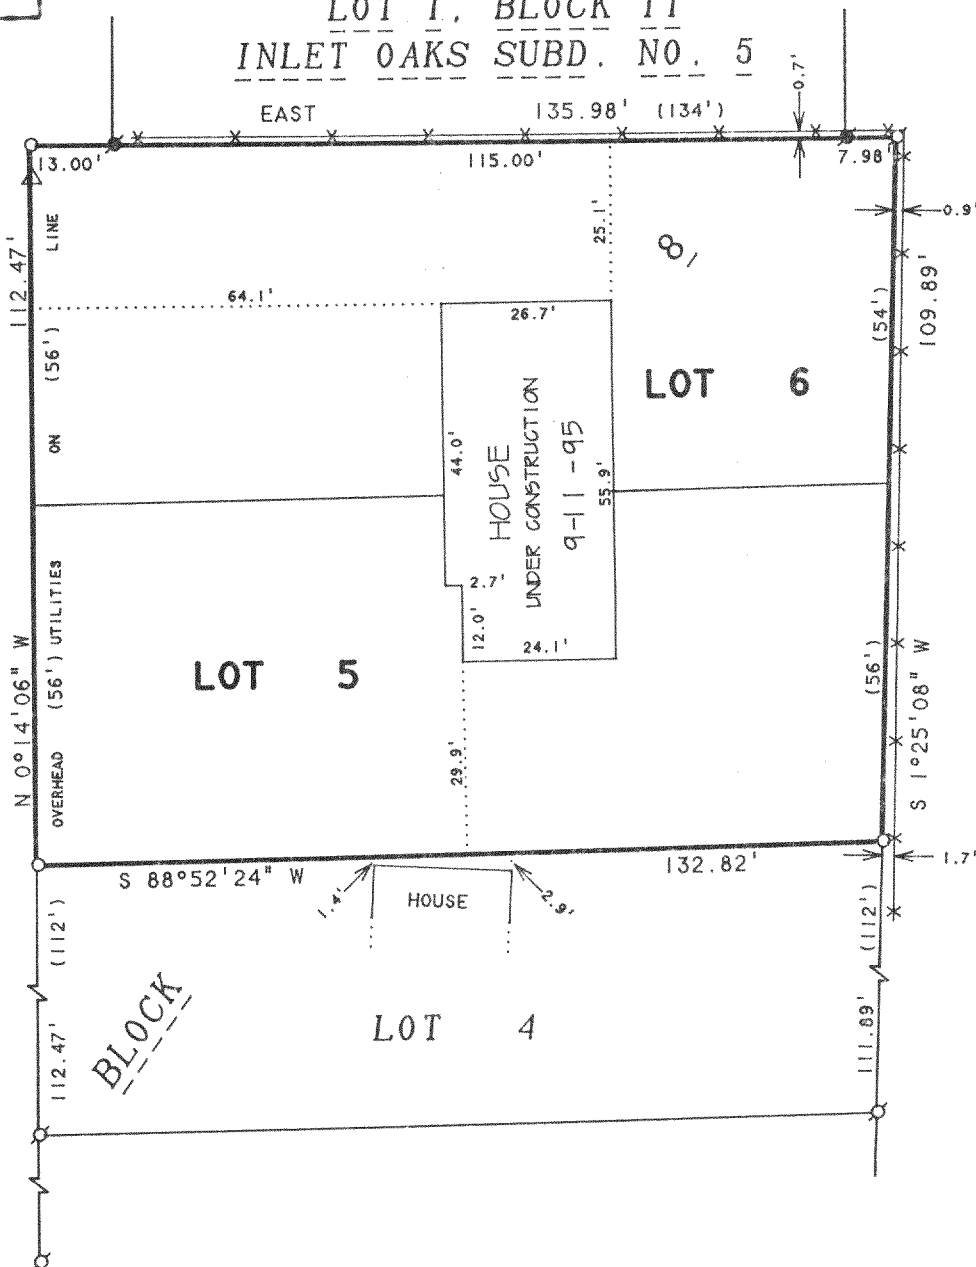 LOT 1, BLOCK 11
INLET OAKS SUBD. NO. 5
EAST 135.98' (134')
0.7'
13.00' 115.00' 7.98'
0.9'
112.47'
LINE
25.1'
8
109.89'
64.1'
26.7'
(54')
(56')
LOT 6
ON
44.0'
HOUSE
UNDER CONSTRUCTION
9-11-95
55.9'
2.7'
12.0'
24.1'
UTILITIES
(56')
OVERHEAD
N 0°14'06" W
LOT 5
(56')
S 1°25'08" W
29.9'
S 88°52'24" W
132.82'
1.7'
1.4'
HOUSE
2.9'
(112')
(112')
BLOCK
LOT 4
112.47'
111.89'